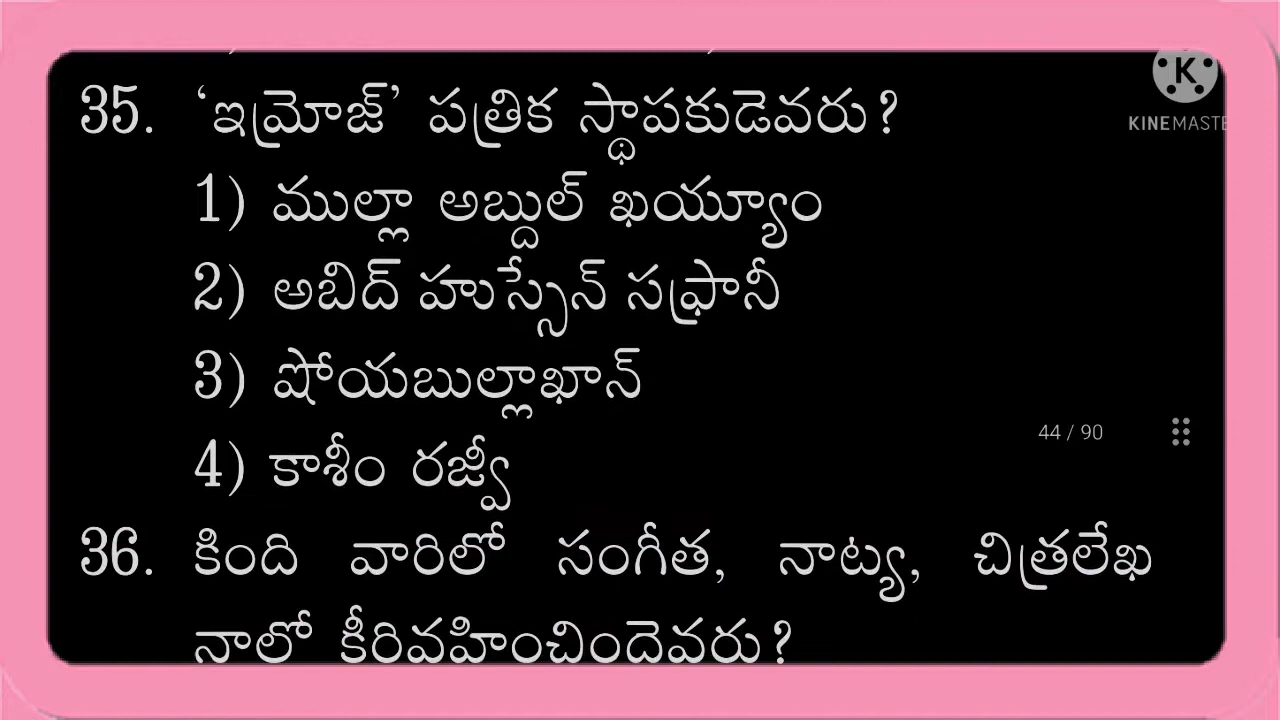 35. ‘ఇమ్రోజ్’ పత్రిక స్థాపకుడెవరు?
KINEMASTE
1) ముల్లా అబ్దుల్ ఖయ్యూం
2) అబిద్ హుస్సేన్ సఫ్రానీ
3) షోయబుల్లాఖాన్
44 / 90
4) కాశీం రజ్వీ
36. కింది వారిలో సంగీత, నాట్య, చిత్రలేఖ
నాలో కీరివహించిందెవరు?